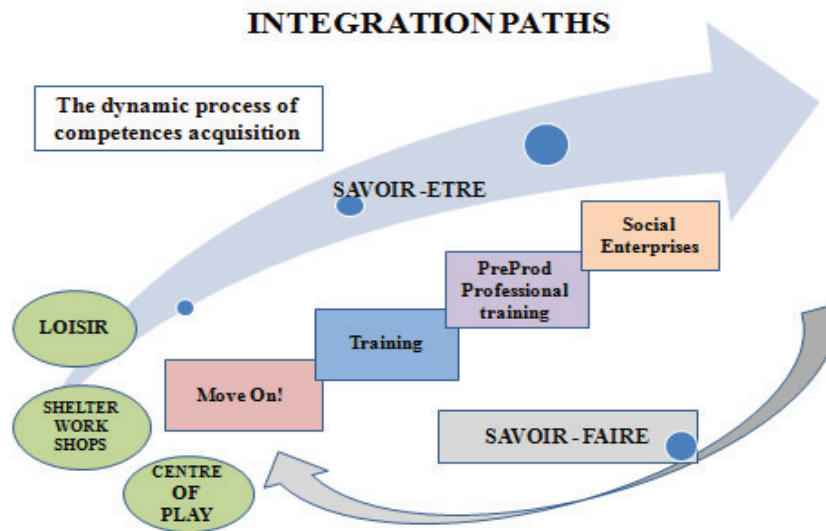 INTEGRATION PATHS
The dynamic process of
competences acquisition
SAVOIR -ETRE
Social
Enterprises
PreProd
Professional
training
LOISIR
Training
Move On!
SHELTER
WORK
SHOPS
SAVOIR - FAIRE
CENTRE
OF
PLAY